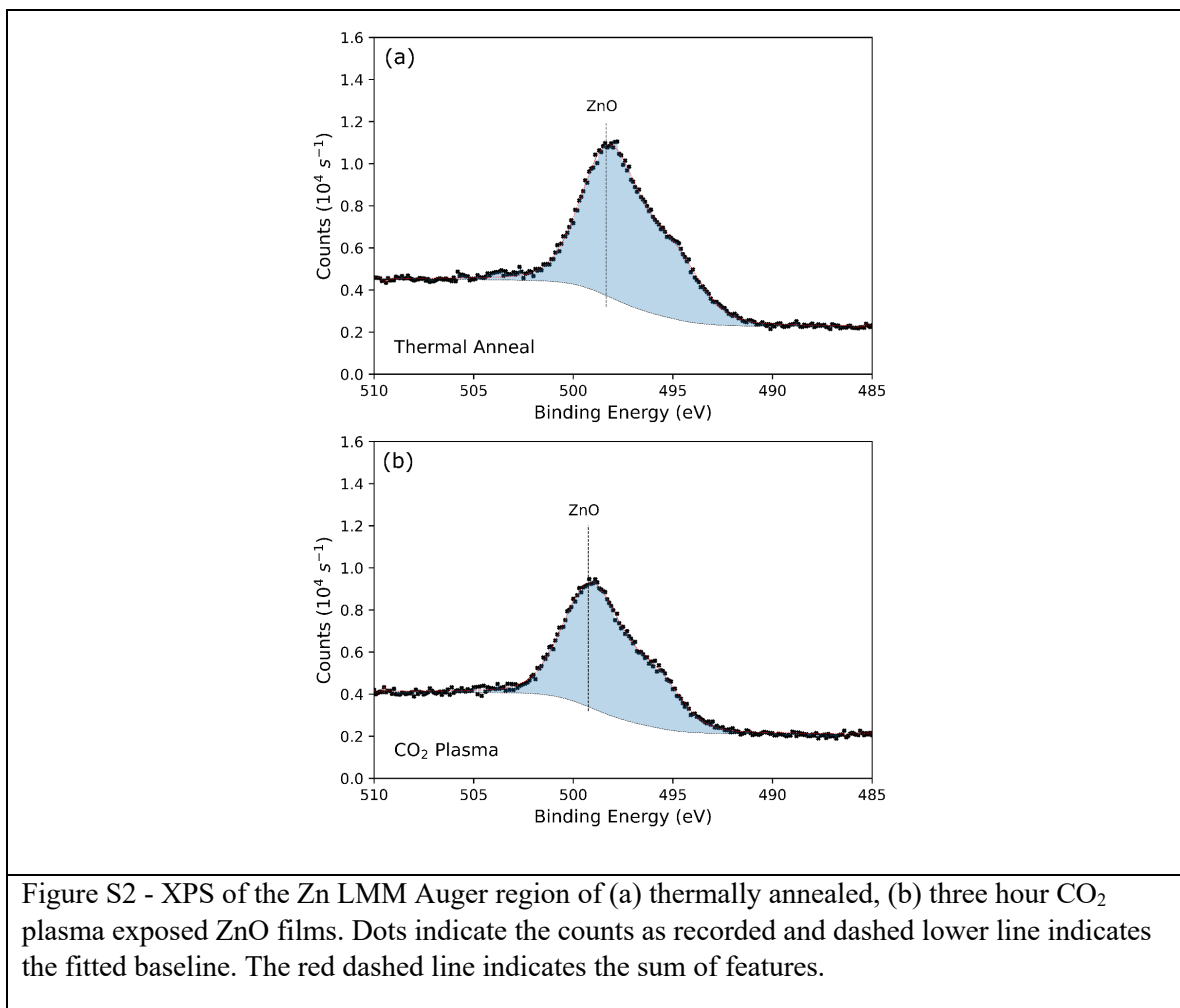 (a)
ZnO
Counts (10⁴ s⁻¹)
1.6
1.4
1.2
1.0
0.8
0.6
0.4
0.2
0.0
Thermal Anneal
510 505 500 495 490 485
Binding Energy (eV)
(b)
ZnO
Counts (10⁴ s⁻¹)
1.6
1.4
1.2
1.0
0.8
0.6
0.4
0.2
0.0
CO₂ Plasma
510 505 500 495 490 485
Binding Energy (eV)
Figure S2 - XPS of the Zn LMM Auger region of (a) thermally annealed, (b) three hour CO₂
plasma exposed ZnO films. Dots indicate the counts as recorded and dashed lower line indicates
the fitted baseline. The red dashed line indicates the sum of features.